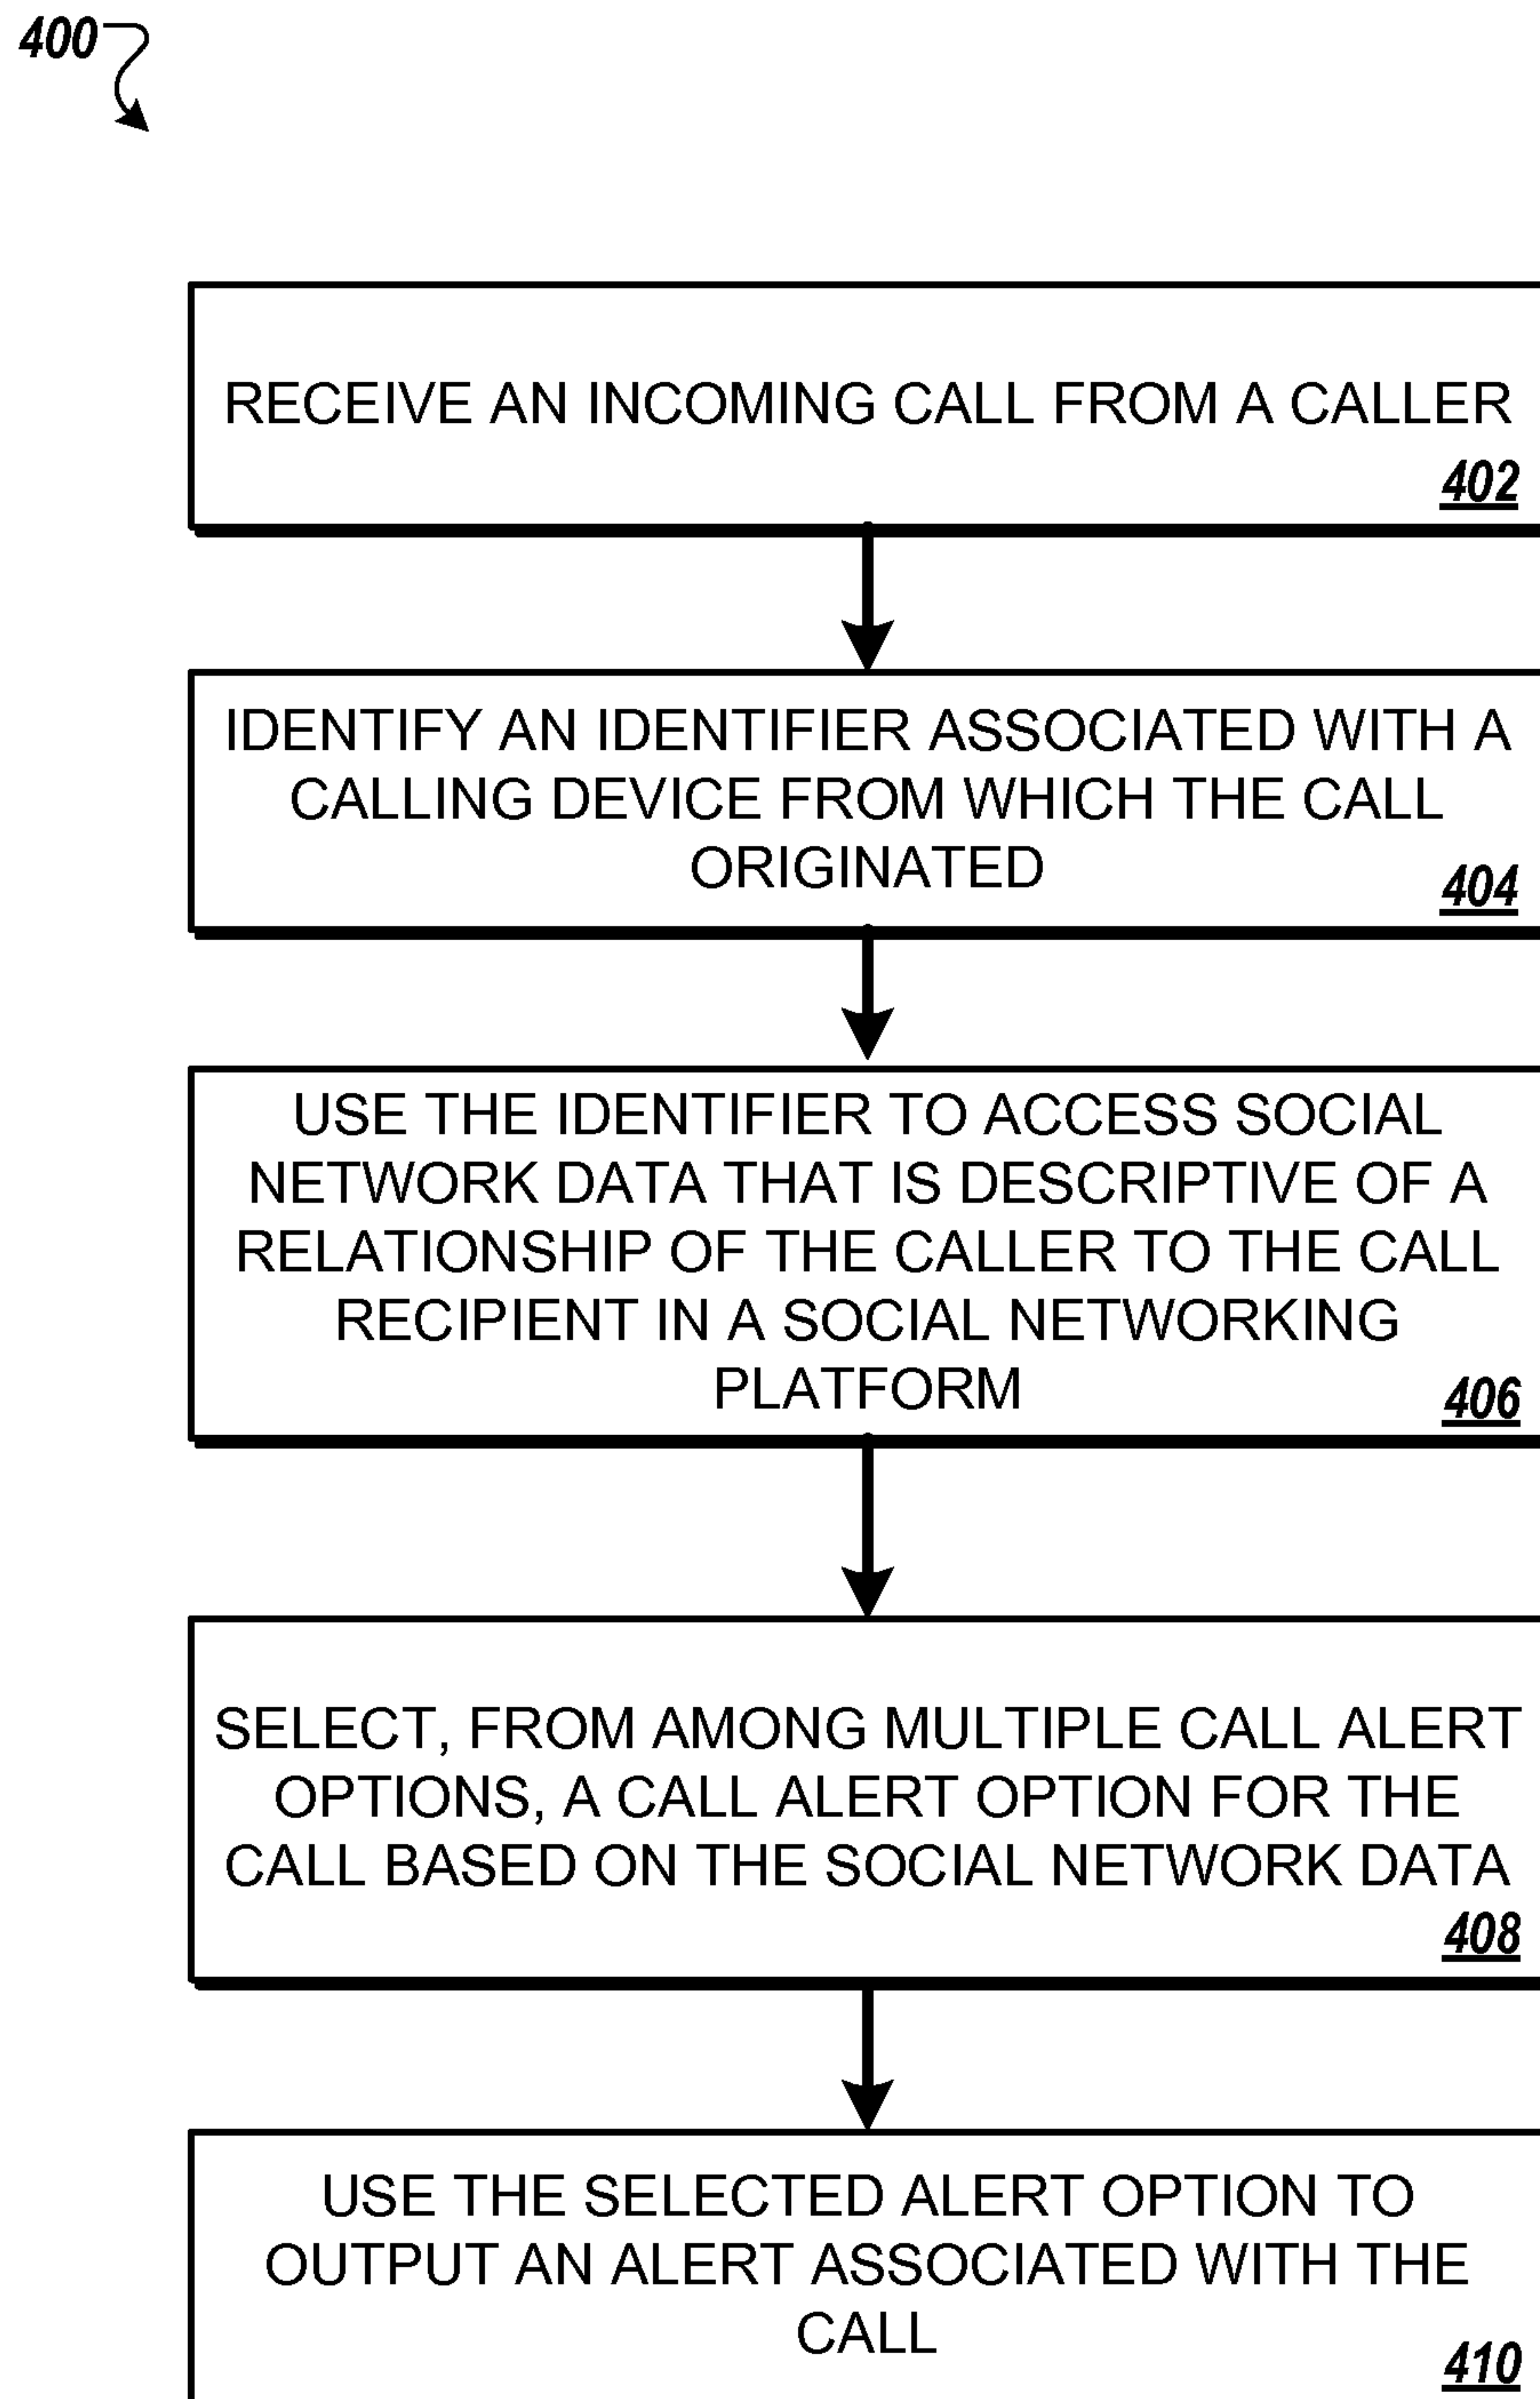 400
RECEIVE AN INCOMING CALL FROM A CALLER
402
IDENTIFY AN IDENTIFIER ASSOCIATED WITH A
CALLING DEVICE FROM WHICH THE CALL
ORIGINATED
404
USE THE IDENTIFIER TO ACCESS SOCIAL
NETWORK DATA THAT IS DESCRIPTIVE OF A
RELATIONSHIP OF THE CALLER TO THE CALL
RECIPIENT IN A SOCIAL NETWORKING
PLATFORM
406
SELECT, FROM AMONG MULTIPLE CALL ALERT
OPTIONS, A CALL ALERT OPTION FOR THE
CALL BASED ON THE SOCIAL NETWORK DATA
408
USE THE SELECTED ALERT OPTION TO
OUTPUT AN ALERT ASSOCIATED WITH THE
CALL
410